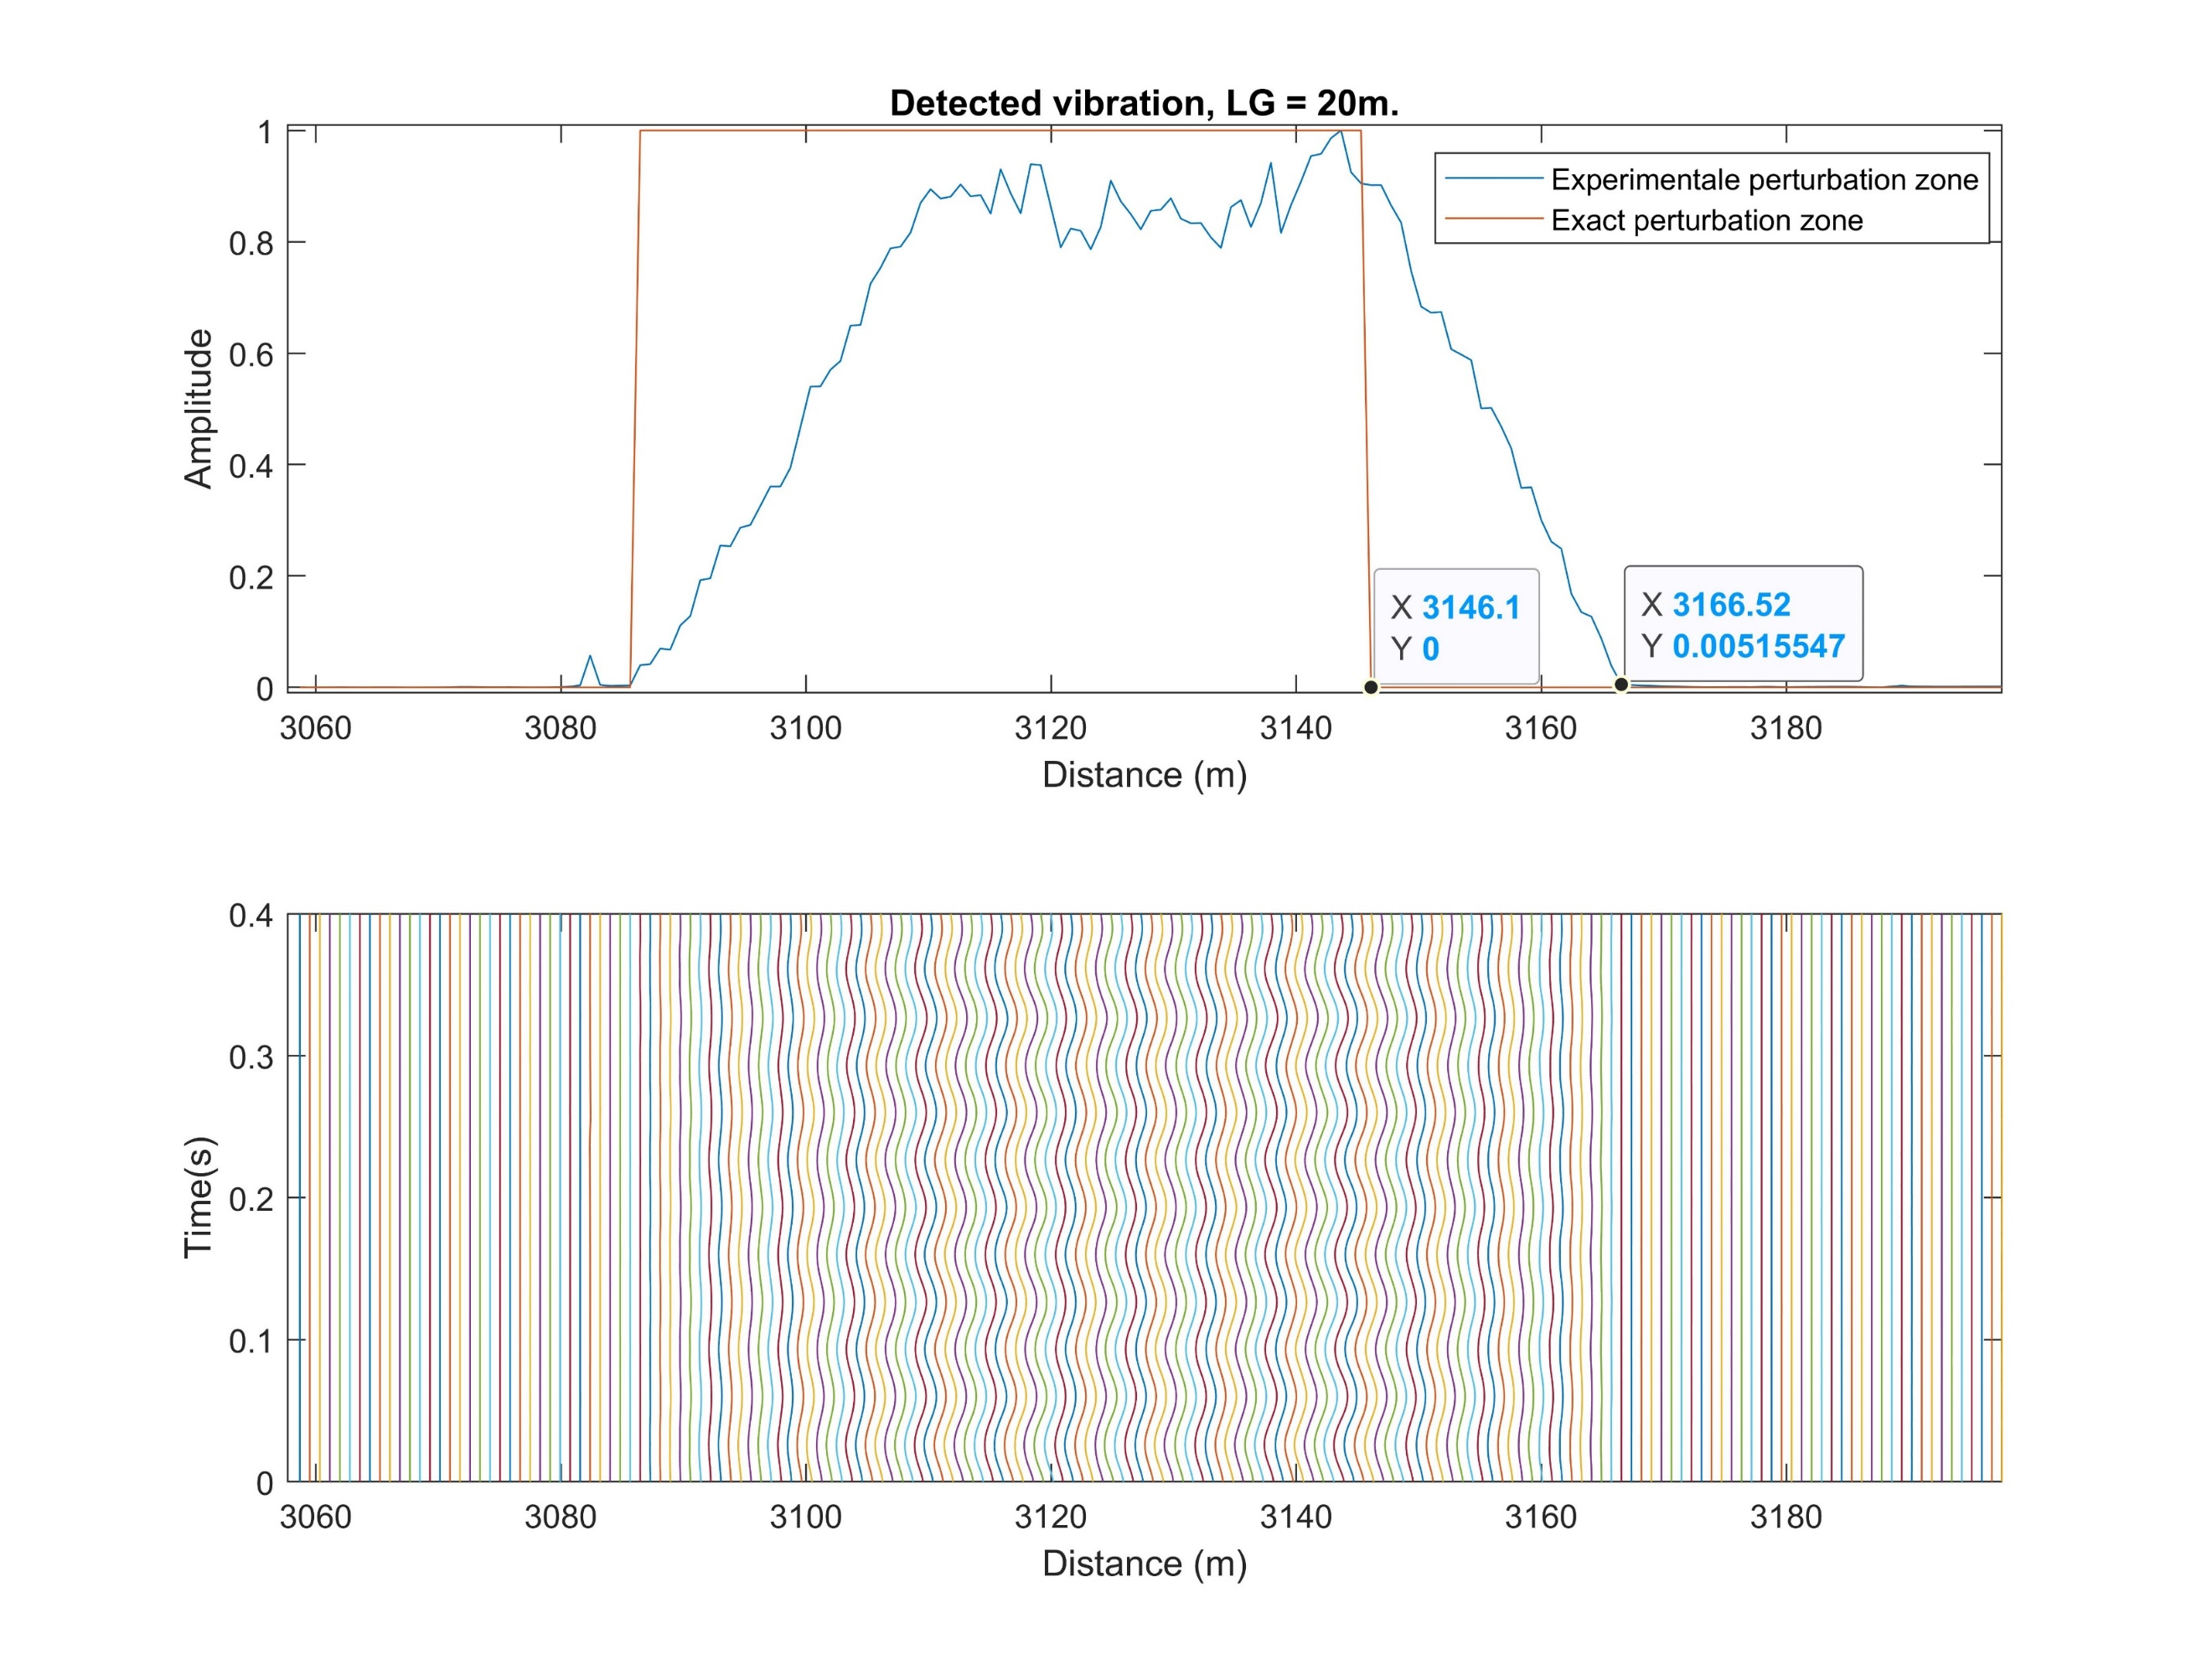 Detected vibration, LG = 20m.
1
0.8
0.6
0.4
0.2
0
Amplitude
Experimentale perturbation zone
Exact perturbation zone
X 3146.1
Y 0
X 3166.52
Y 0.00515547
3060 3080 3100 3120 3140 3160 3180
Distance (m)
0.4
0.3
0.2
0.1
0
Time(s)
3060 3080 3100 3120 3140 3160 3180
Distance (m)